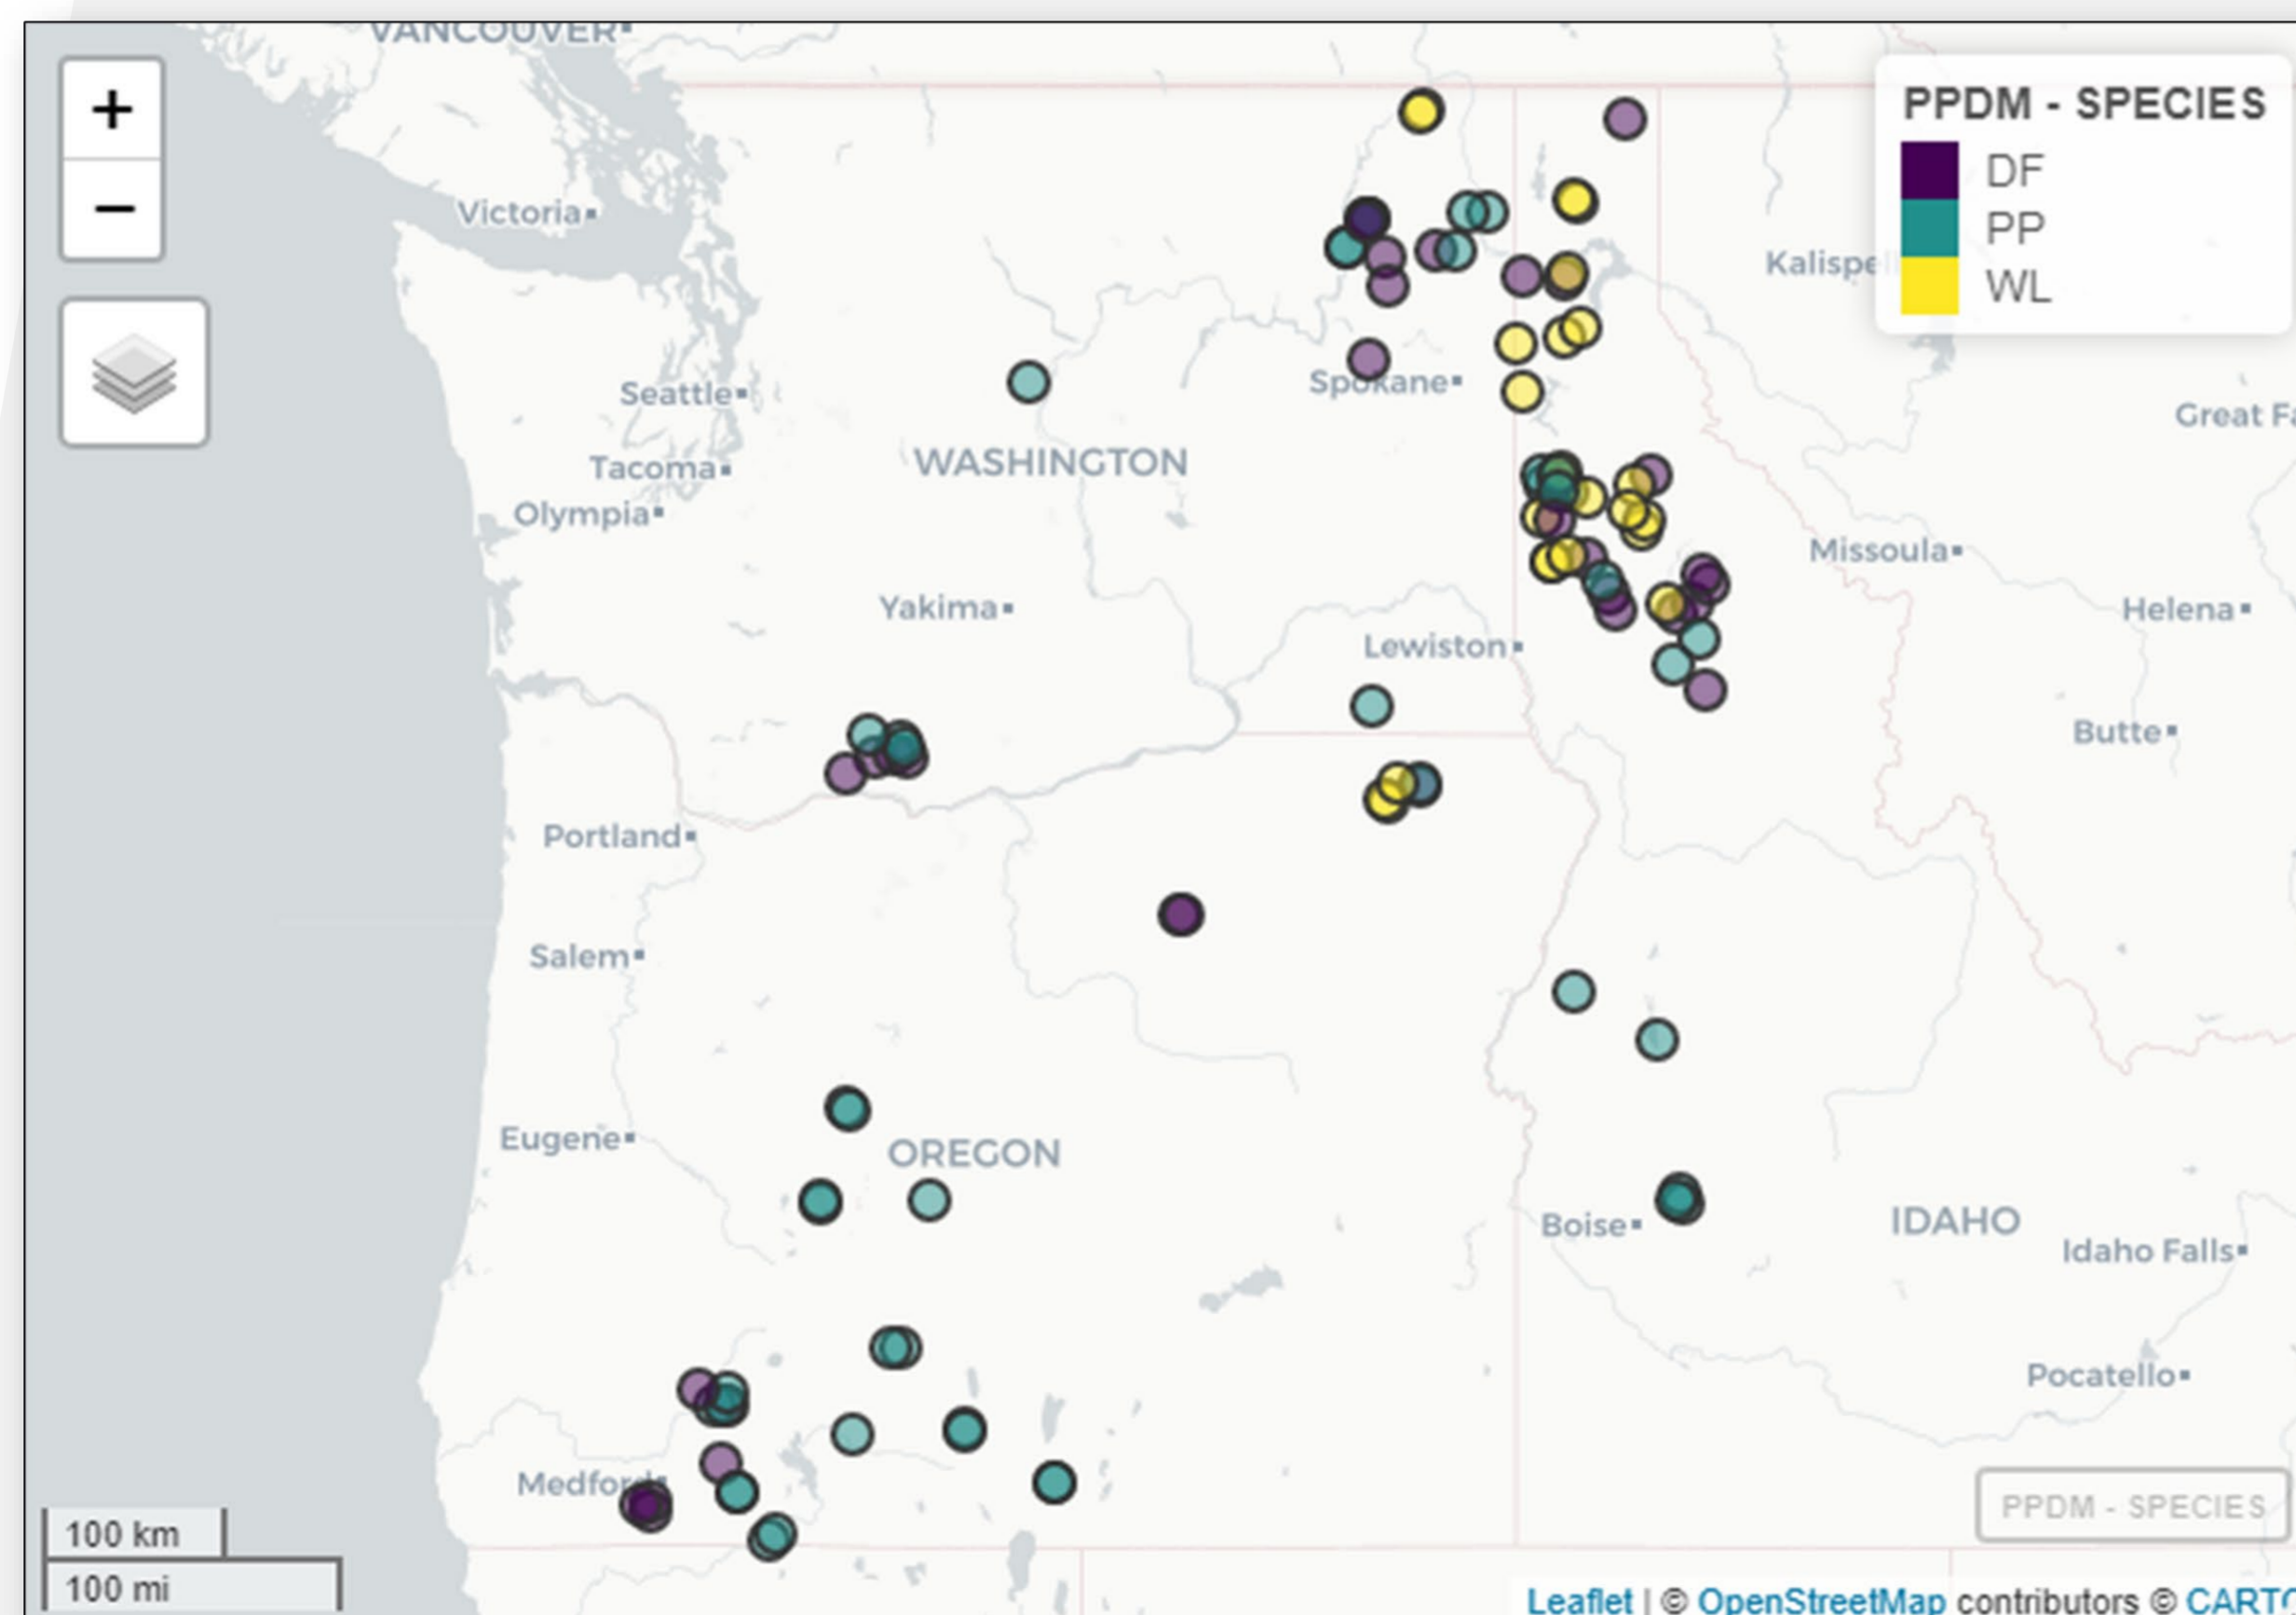 VANCOUVER
+
PPDM - SPECIES
DF
−
PP
Victoria
Kalispell
WL
Seattle
Spokane
Great Fa
WASHINGTON
Tacoma
Olympia
Missoula
Yakima
Helena
Lewiston
Butte
Portland
Salem
Eugene
OREGON
Boise
IDAHO
Idaho Falls
Pocatello
Medford
PPDM - SPECIES
100 km
100 mi
Leaflet | © OpenStreetMap contributors © CARTO